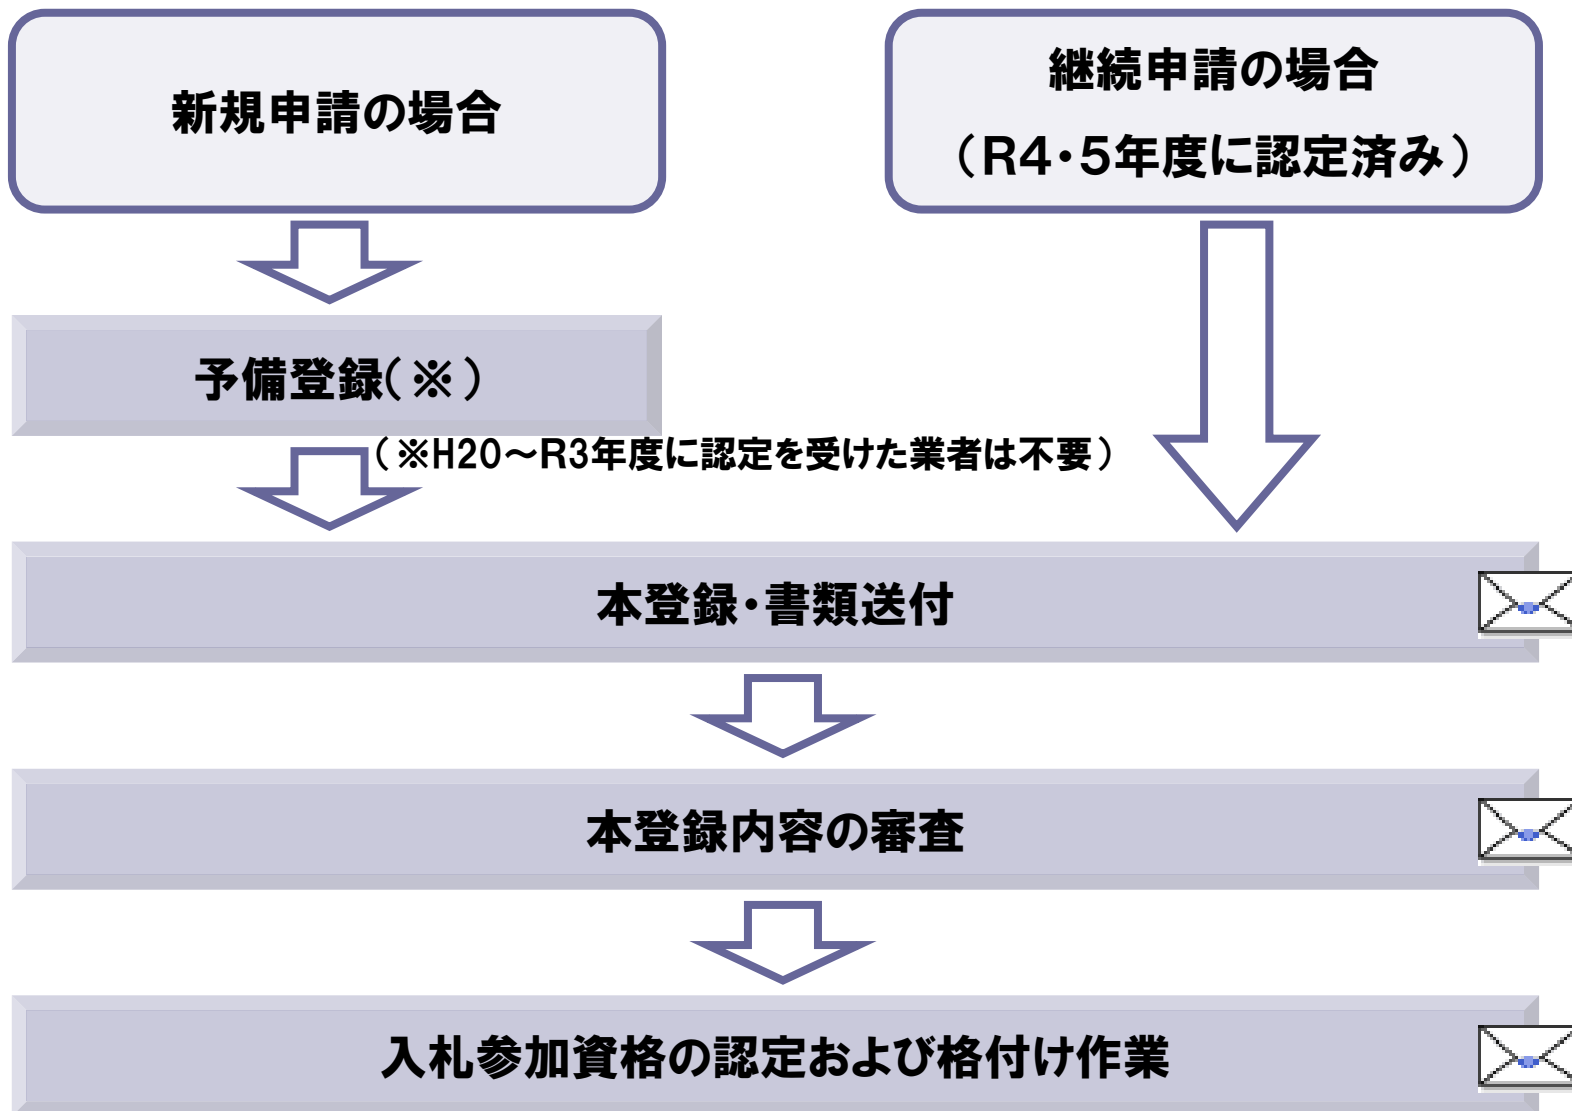 新規申請の場合
継続申請の場合
（R4・5年度に認定済み）
予備登録(※)
（※H20～R3年度に認定を受けた業者は不要）
本登録・書類送付
本登録内容の審査
入札参加資格の認定および格付け作業